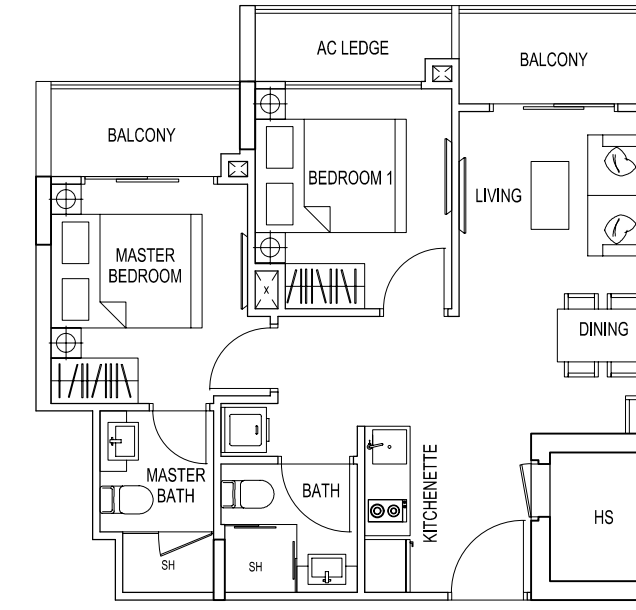 AC LEDGE
BALCONY
BALCONY
BEDROOM 1
LIVING
MASTER
BEDROOM
DINING
MASTER
BATH
BATH
KITCHENETTE
HS
SH
SH
X